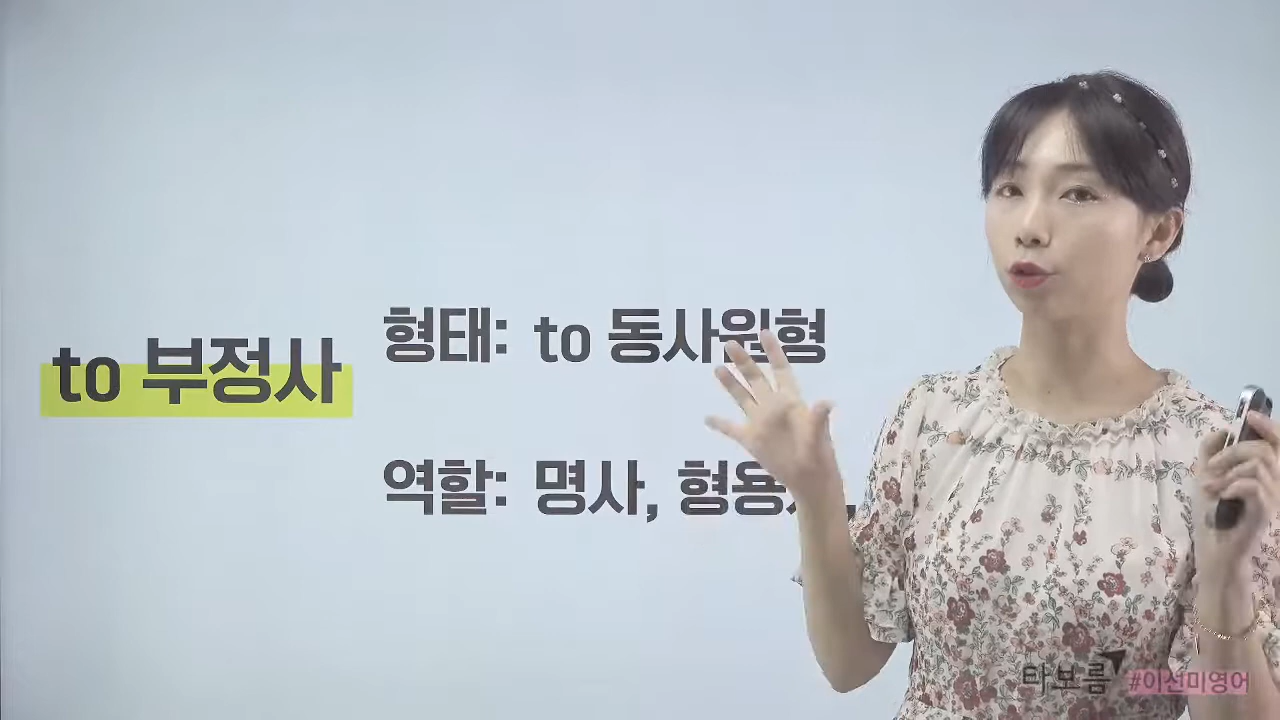 to 부정사
형태: to 동사원형
역할: 명사, 형용사,
타보름
#이선미영어